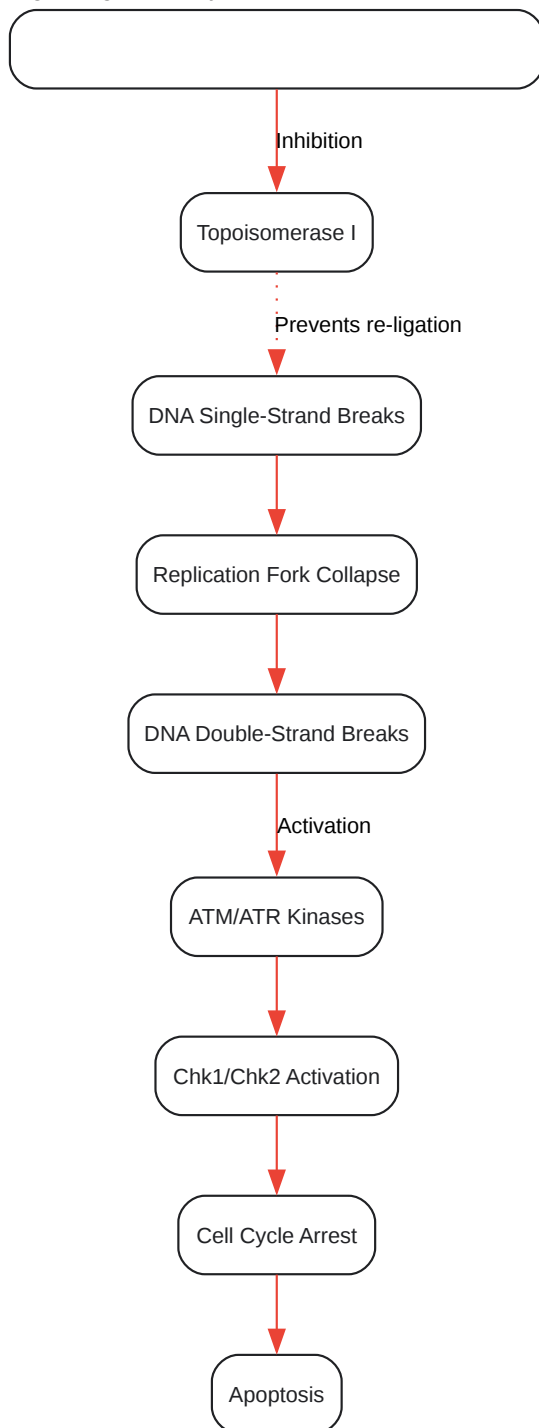 Inhibition
Topoisomerase I
Prevents re-ligation
DNA Single-Strand Breaks
Replication Fork Collapse
DNA Double-Strand Breaks
Activation
ATM/ATR Kinases
Chk1/Chk2 Activation
Cell Cycle Arrest
Apoptosis